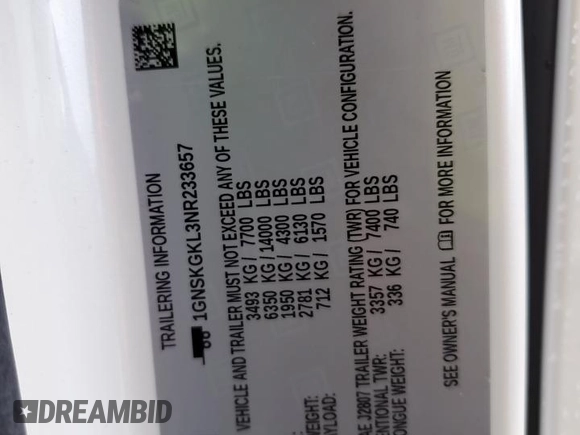 TRAILERING INFORMATION
1GNSKGKL3NR233657
VEHICLE AND TRAILER MUST NOT EXCEED ANY OF THESE VALUES.
3493 KG/ 7700 LBS
6350 KG/ 14000 LBS
1950 KG/ 4300 LBS
WEIGHT: 2781 KG/ 6130 LBS
YLOAD: 712 KG/ 1570 LBS
AE J2807 TRAILER WEIGHT RATING (TWR) FOR VEHICLE CONFIGURATION.
ENTIONAL TWR: 3357 KG/ 7400 LBS
ONGUE WEIGHT: 336 KG/ 740 LBS
SEE OWNER'S MANUAL FOR MORE INFORMATION
DREAMBID